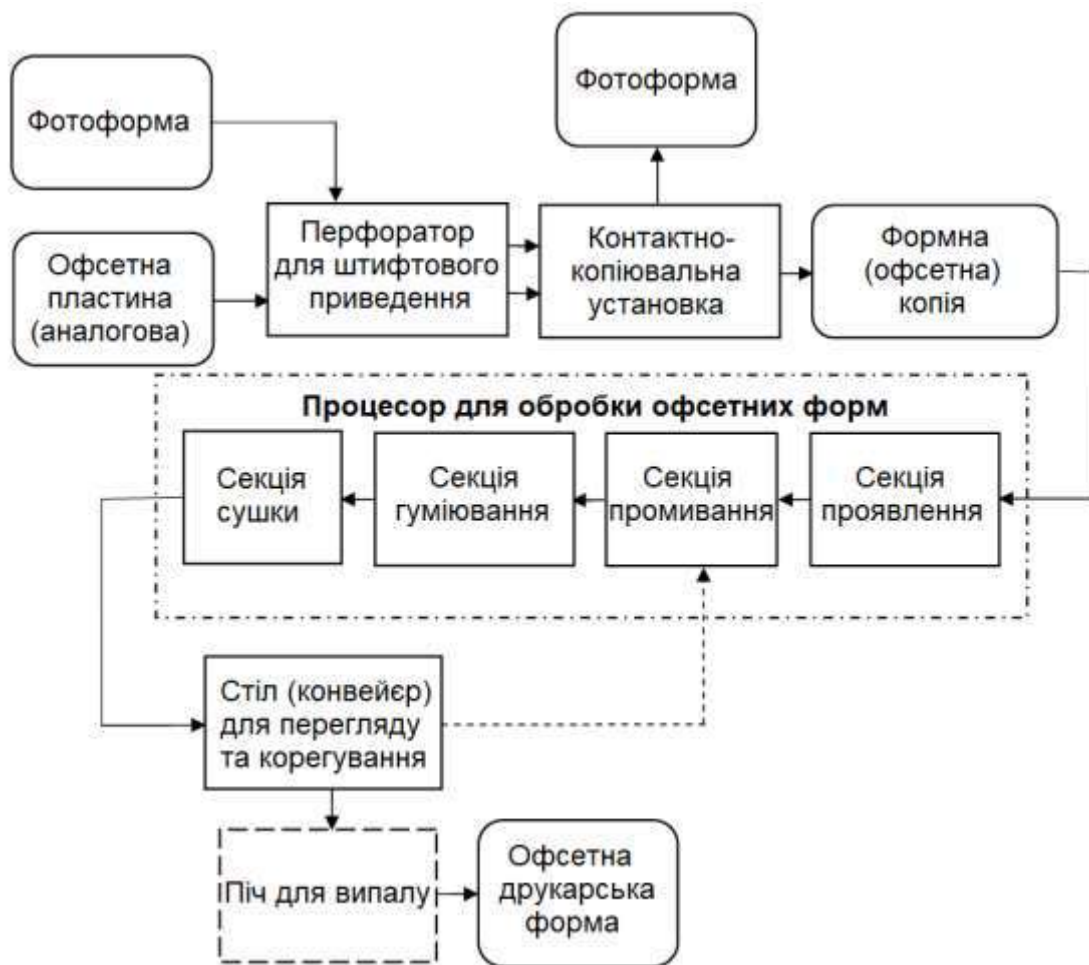 Фотоформа
Фотоформа
Офсетна
пластина
(аналогова)
Перфоратор
для штифтового
приведення
Контактно-
копіювальна
установка
Формна
(офсетна)
копія
Процесор для обробки офсетних форм
Секція
сушки
Секція
гуміювання
Секція
промивання
Секція
проявлення
Стіл (конвейєр)
для перегляду
та корегування
Піч для випалу
Офсетна
друкарська
форма